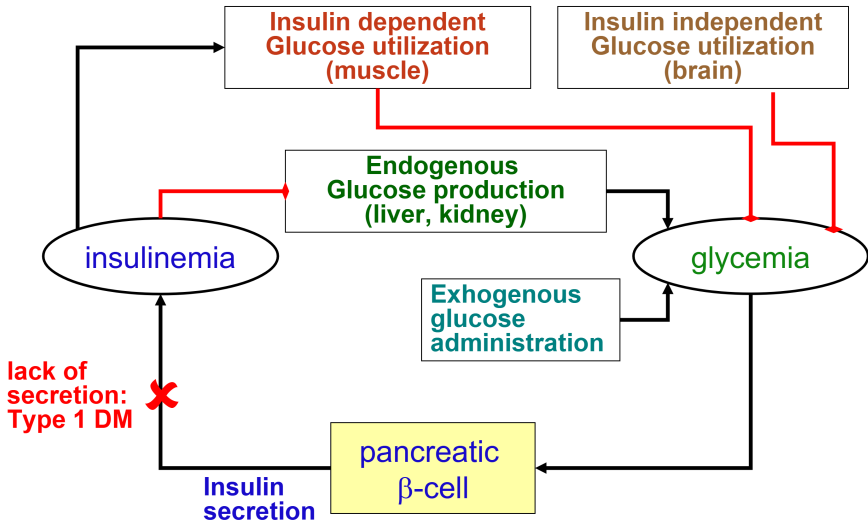 Insulin dependent
Glucose utilization
(muscle)
Insulin independent
Glucose utilization
(brain)
Endogenous
Glucose production
(liver, kidney)
insulinemia
glycemia
Exhogenous
glucose
administration
lack of
secretion:
Type 1 DM
pancreatic
β-cell
Insulin
secretion